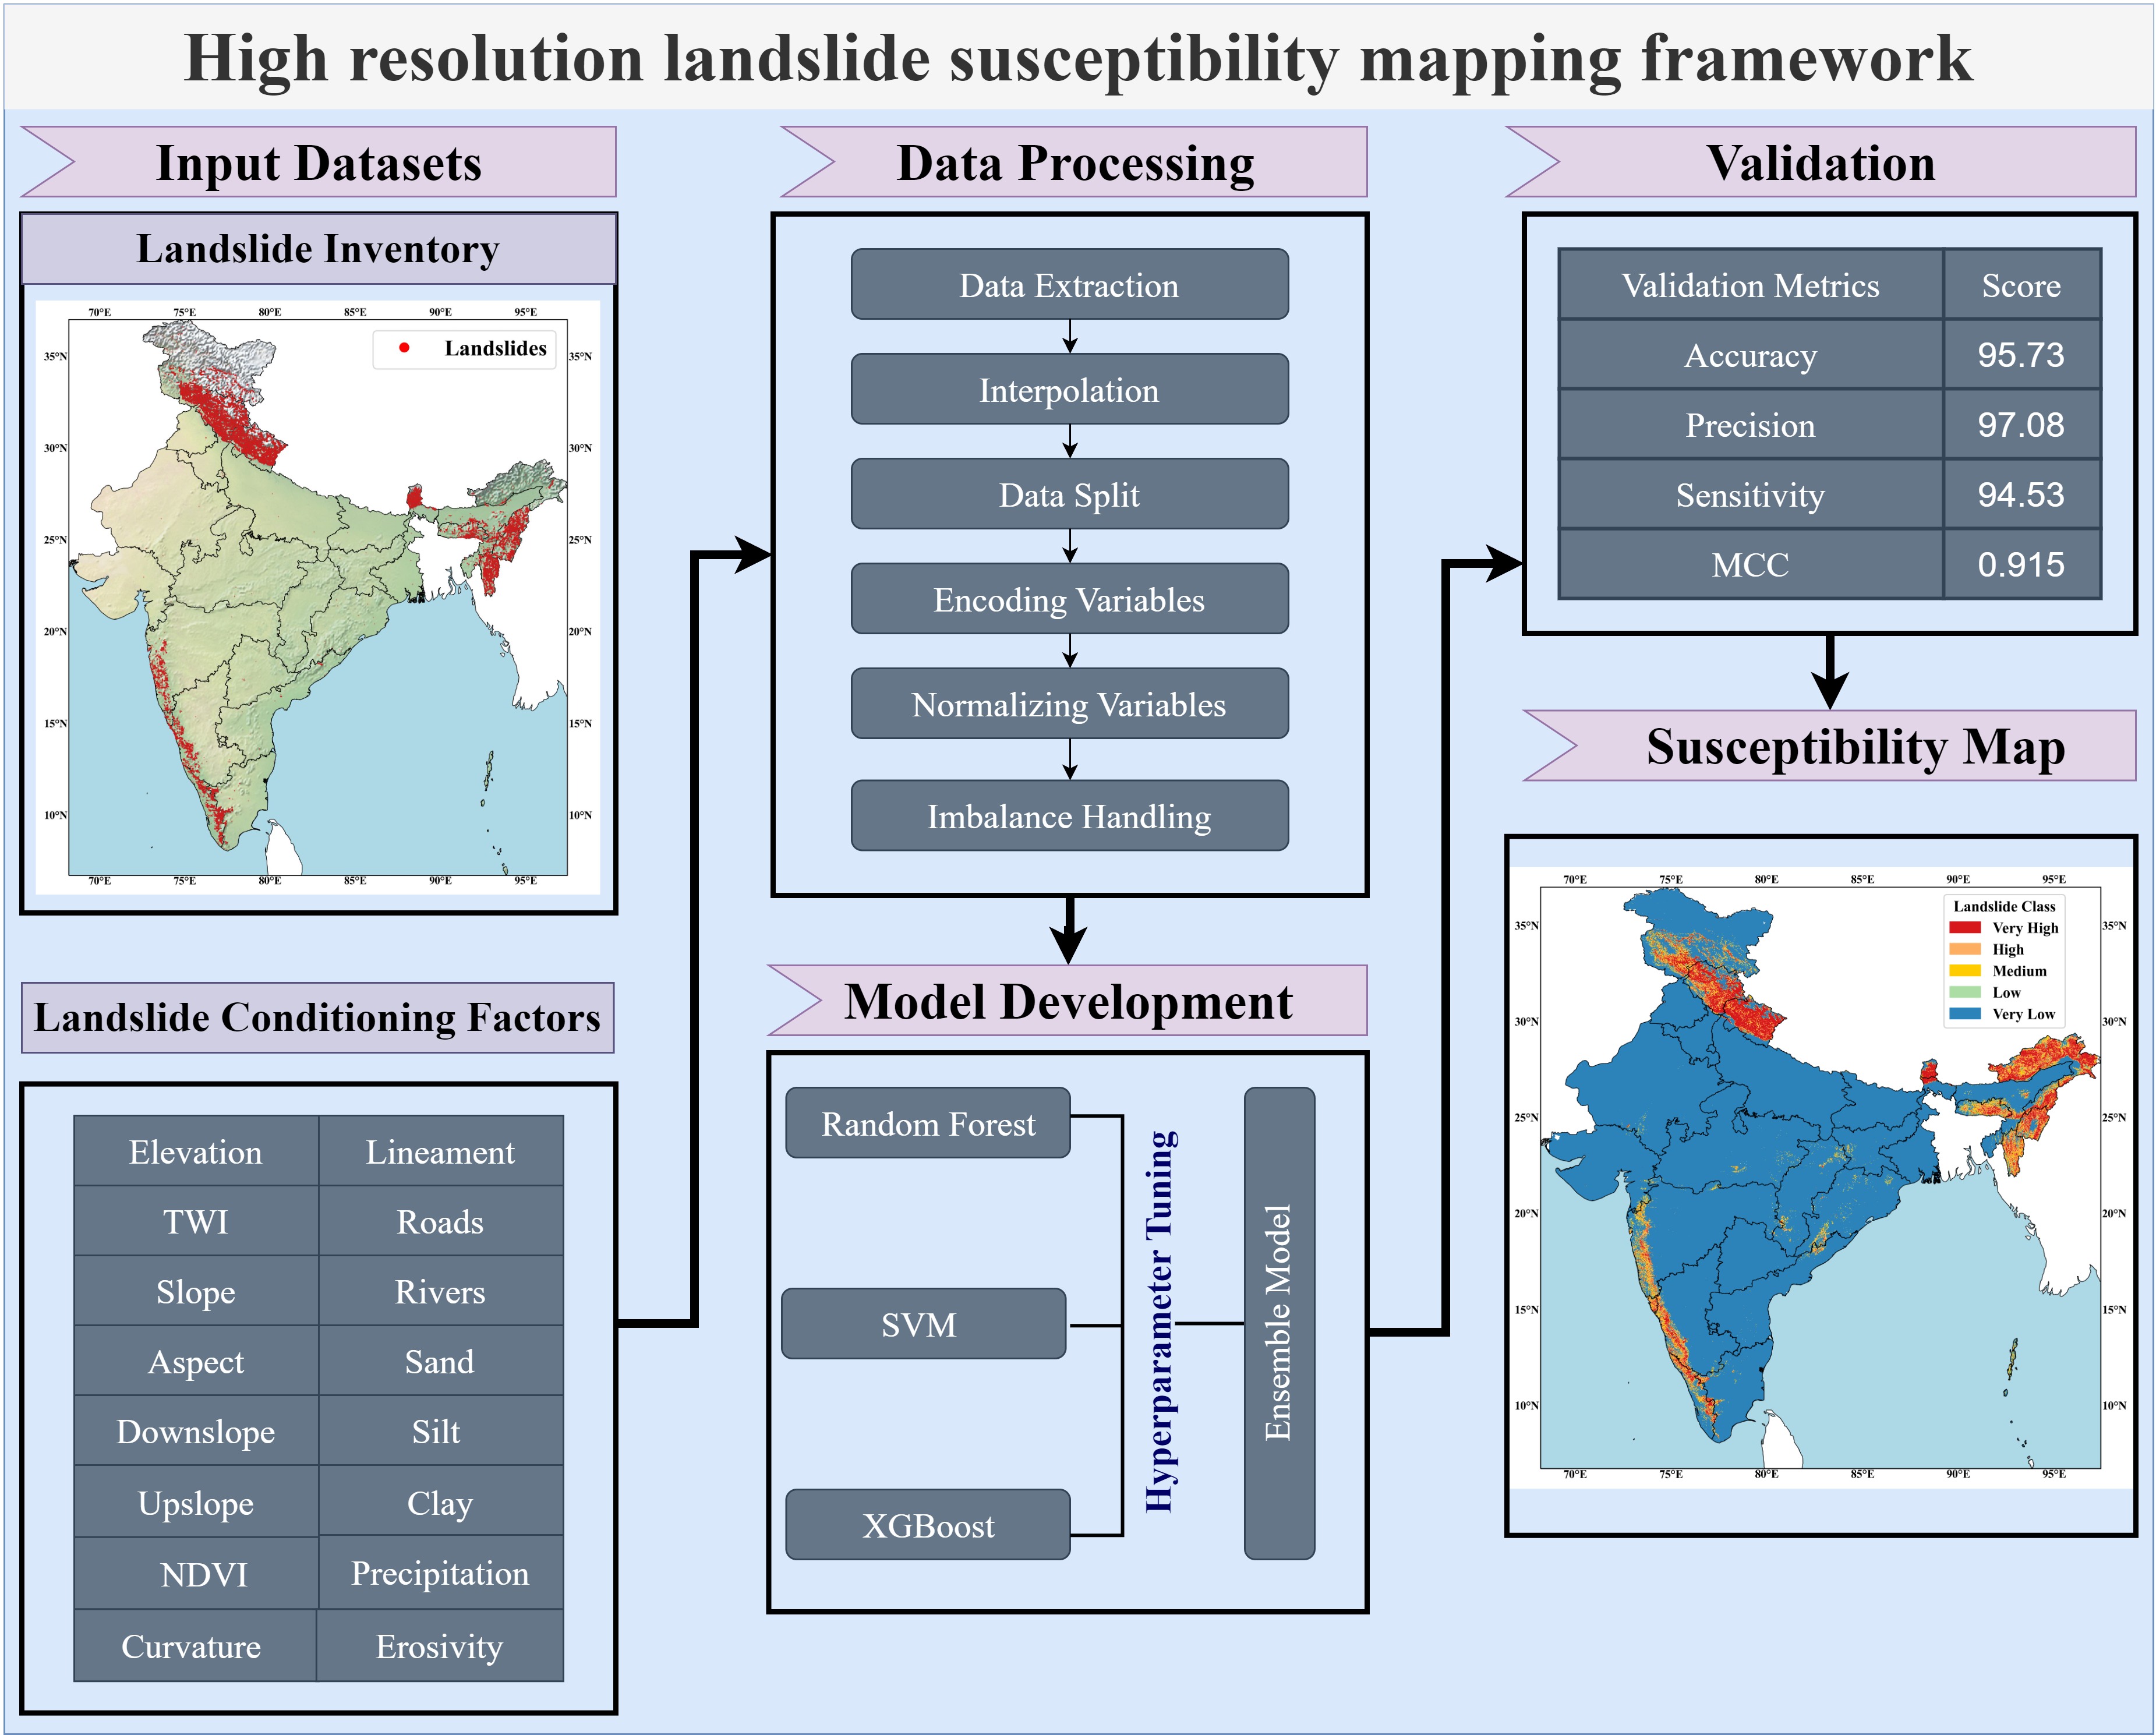 High resolution landslide susceptibility mapping framework
Input Datasets
Landslide Inventory
70°E 75°E 80°E 85°E 90°E 95°E
Landslides
35°N 35°N
30°N 30°N
25°N 25°N
20°N 20°N
15°N 15°N
10°N 10°N
70°E 75°E 80°E 85°E 90°E 95°E
Landslide Conditioning Factors
Elevation Lineament
TWI Roads
Slope Rivers
Aspect Sand
Downslope Silt
Upslope Clay
NDVI Precipitation
Curvature Erosivity
Data Processing
Data Extraction
Interpolation
Data Split
Encoding Variables
Normalizing Variables
Imbalance Handling
Model Development
Random Forest
SVM
XGBoost
Hyperparameter Tuning
Ensemble Model
Validation
Validation Metrics Score
Accuracy 95.73
Precision 97.08
Sensitivity 94.53
MCC 0.915
Susceptibility Map
70°E 75°E 80°E 85°E 90°E 95°E
Landslide Class
Very High
High
Medium
Low
Very Low
35°N 35°N
30°N 30°N
25°N 25°N
20°N 20°N
15°N 15°N
10°N 10°N
70°E 75°E 80°E 85°E 90°E 95°E